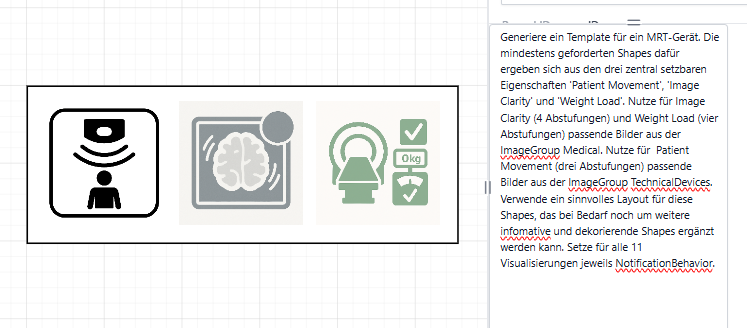 Generiere ein Template für ein MRT-Gerät. Die
mindestens geforderten Shapes dafür
ergeben sich aus den drei zentral setzbaren
Eigenschaften 'Patient Movement', 'Image
Clarity' und 'Weight Load'. Nutze für Image
Clarity (4 Abstufungen) und Weight Load (vier
Abstufungen) passende Bilder aus der
ImageGroup Medical. Nutze für  Patient
Movement (drei Abstufungen) passende
Bilder aus der ImageGroup TechnicalDevices.
Verwende ein sinnvolles Layout für diese
Shapes, das bei Bedarf noch um weitere
infomative und dekorierende Shapes ergänzt
werden kann. Setze für alle 11
Visualisierungen jeweils NotificationBehavior.
0kg